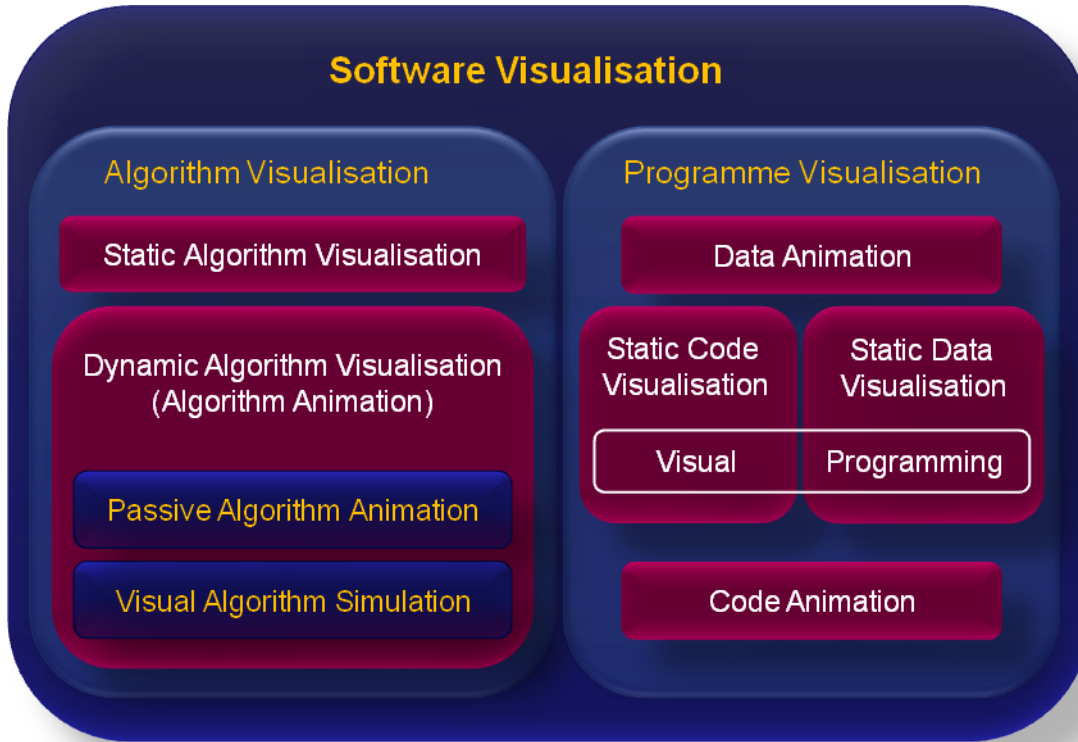 Software Visualisation
Algorithm Visualisation
Static Algorithm Visualisation
Dynamic Algorithm Visualisation
(Algorithm Animation)
Passive Algorithm Animation
Visual Algorithm Simulation
Programme Visualisation
Data Animation
Static Code
Visualisation
Static Data
Visualisation
Visual Programming
Code Animation